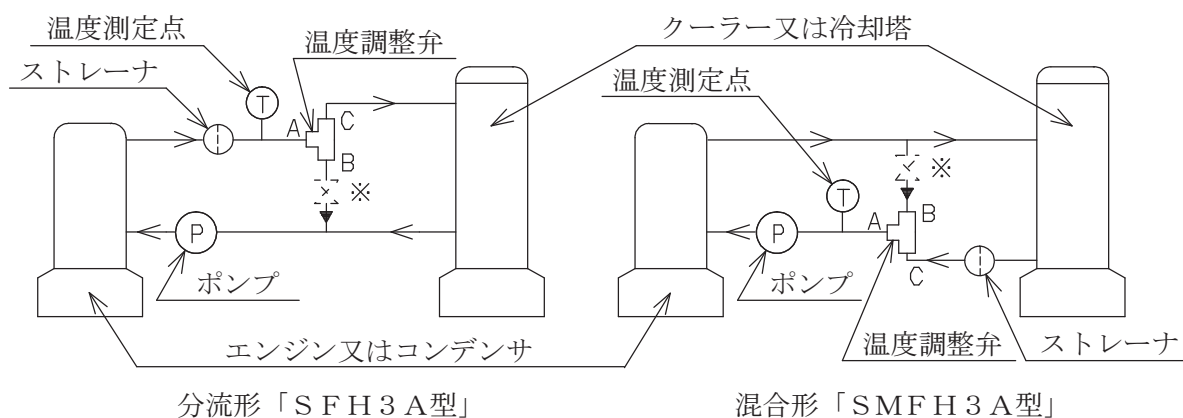 温度測定点
ストレーナ
温度調整弁
クーラー又は冷却塔
温度測定点
T
A
C
B
※
P
ポンプ
T
A
B
C
※
P
ポンプ
エンジン又はコンデンサ
温度調整弁
ストレーナ
分流形「ＳＦＨ３Ａ型」
混合形「ＳＭＦＨ３Ａ型」